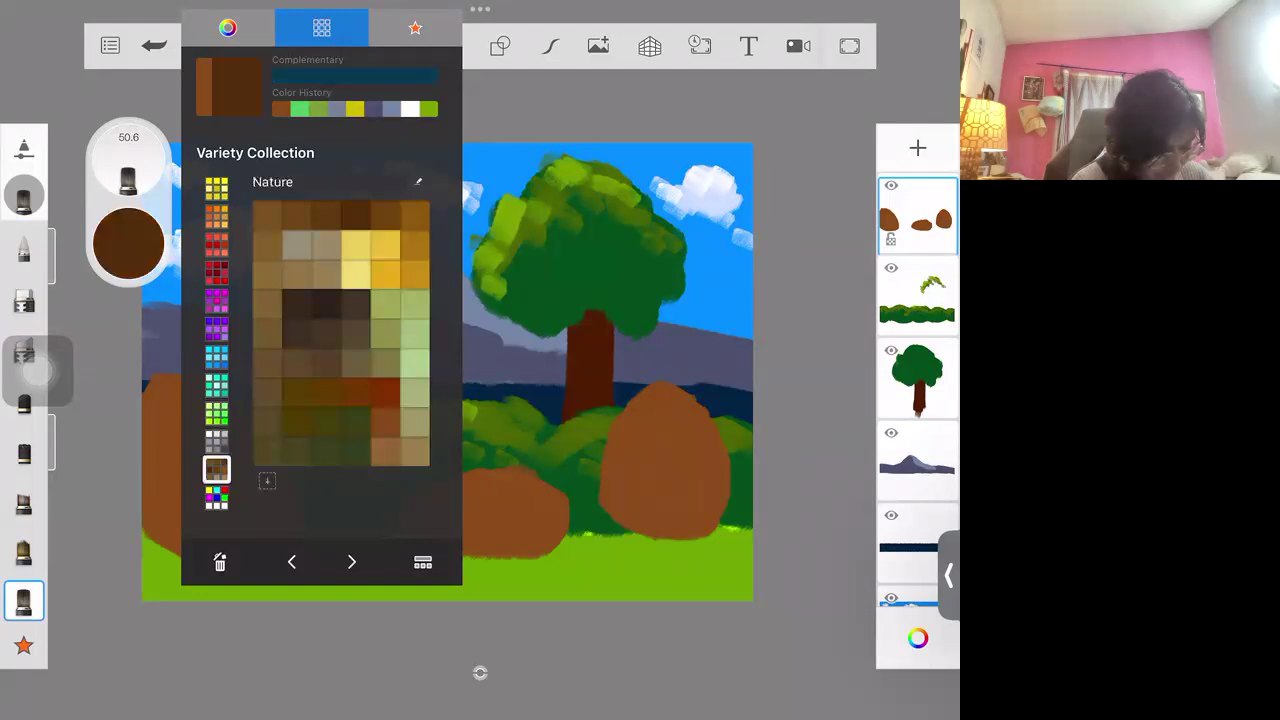 Complementary
Color History
50.6
Variety Collection
Nature
T